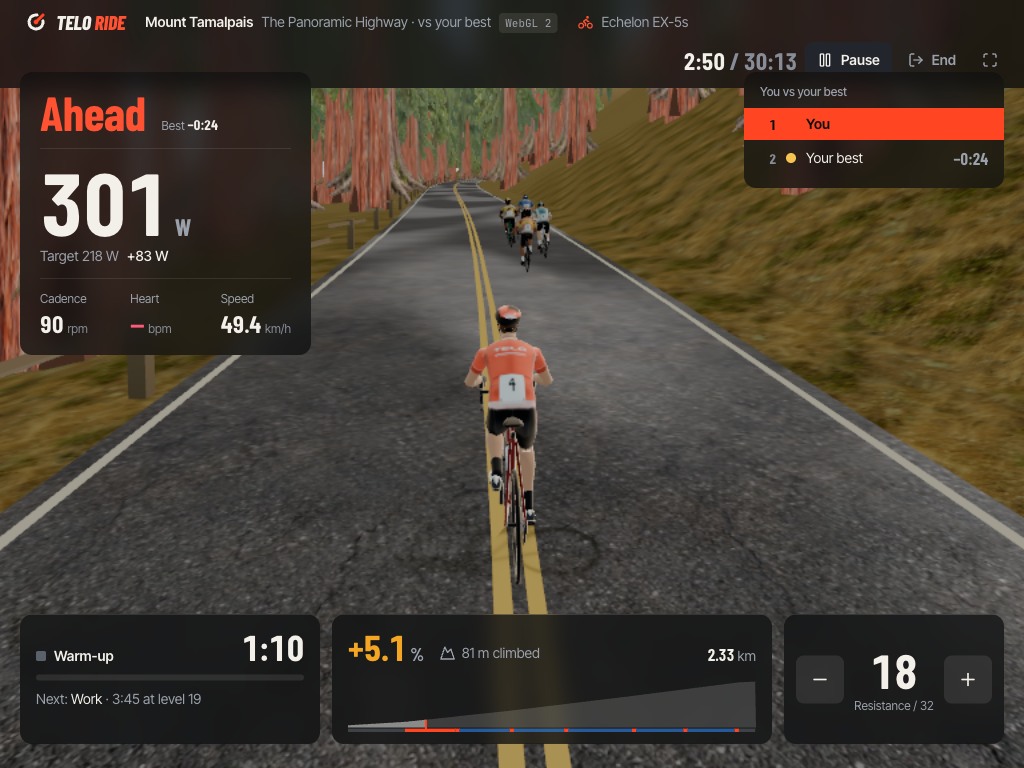 TELO RIDE Mount Tamalpais The Panoramic Highway · vs your best WebGL 2 Echelon EX-5s
2:50 / 30:13 Pause End
Ahead Best −0:24
301 W
Target 218 W +83 W
Cadence Heart Speed
90 rpm — bpm 49.4 km/h
You vs your best
1 You
2 Your best −0:24
TELO
4
Warm-up 1:10
Next: Work · 3:45 at level 19
+5.1 % 81 m climbed 2.33 km
− 18 +
Resistance / 32